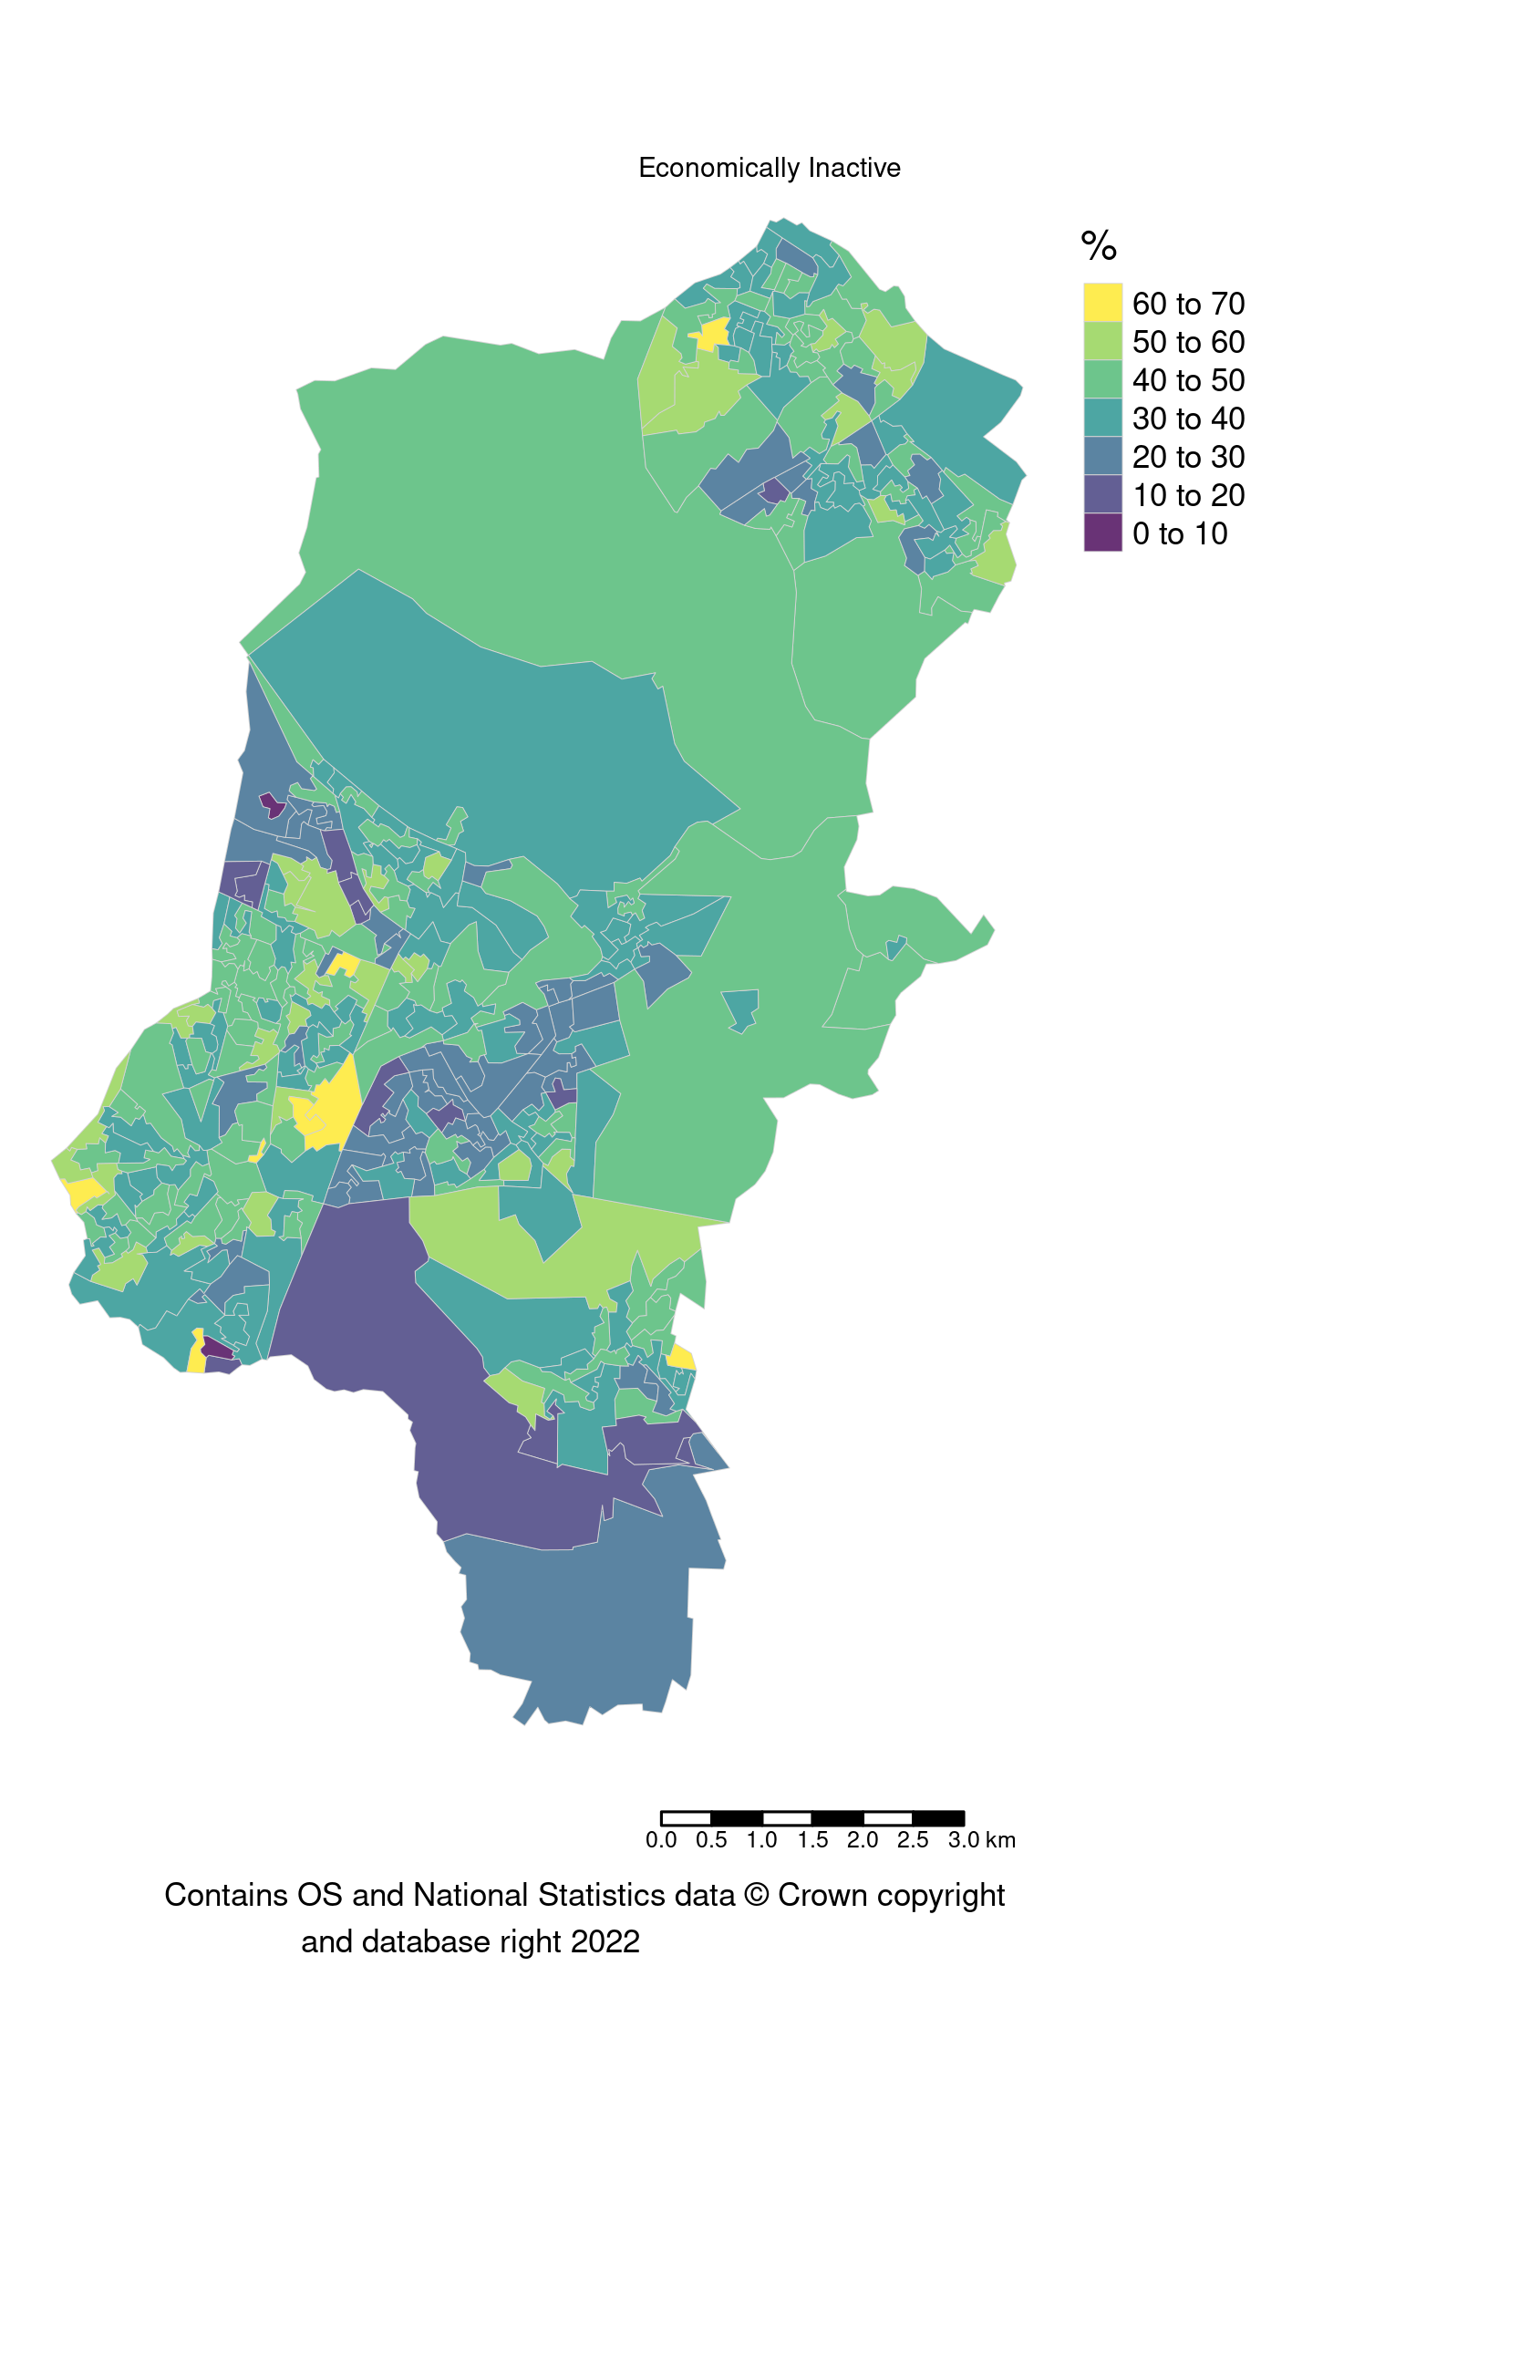 Economically Inactive
%
60 to 70
50 to 60
40 to 50
30 to 40
20 to 30
10 to 20
0 to 10
0.0 0.5 1.0 1.5 2.0 2.5 3.0 km
Contains OS and National Statistics data © Crown copyright
and database right 2022